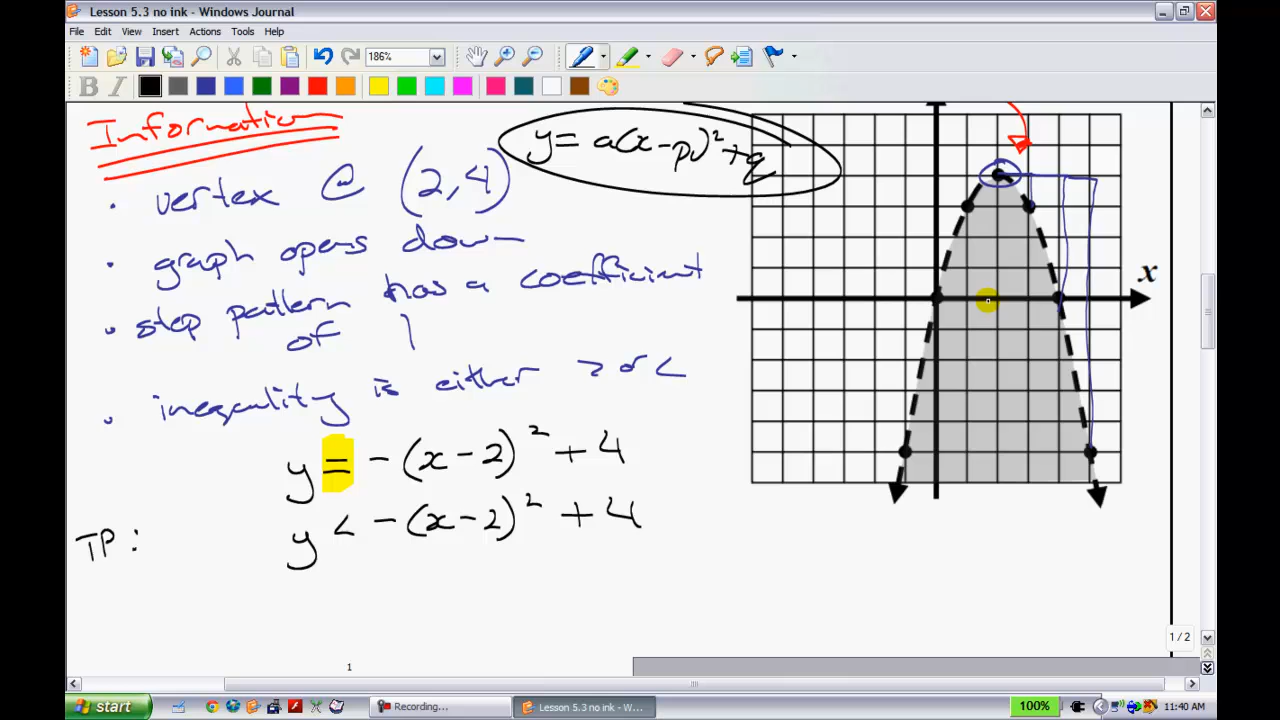 Lesson 5.3 no ink - Windows Journal
File Edit View Insert Actions Tools Help
186%
B I
Information
y = a(x - p)² + q
· vertex @ (2,4)
· graph opens down
· step pattern has a coefficient
of 1
· inequality is either > or <
x
y = -(x-2)² + 4
y < -(x-2)² + 4
TP:
1
1 / 2
start
Recording...
Lesson 5.3 no ink - W...
100%
11:40 AM